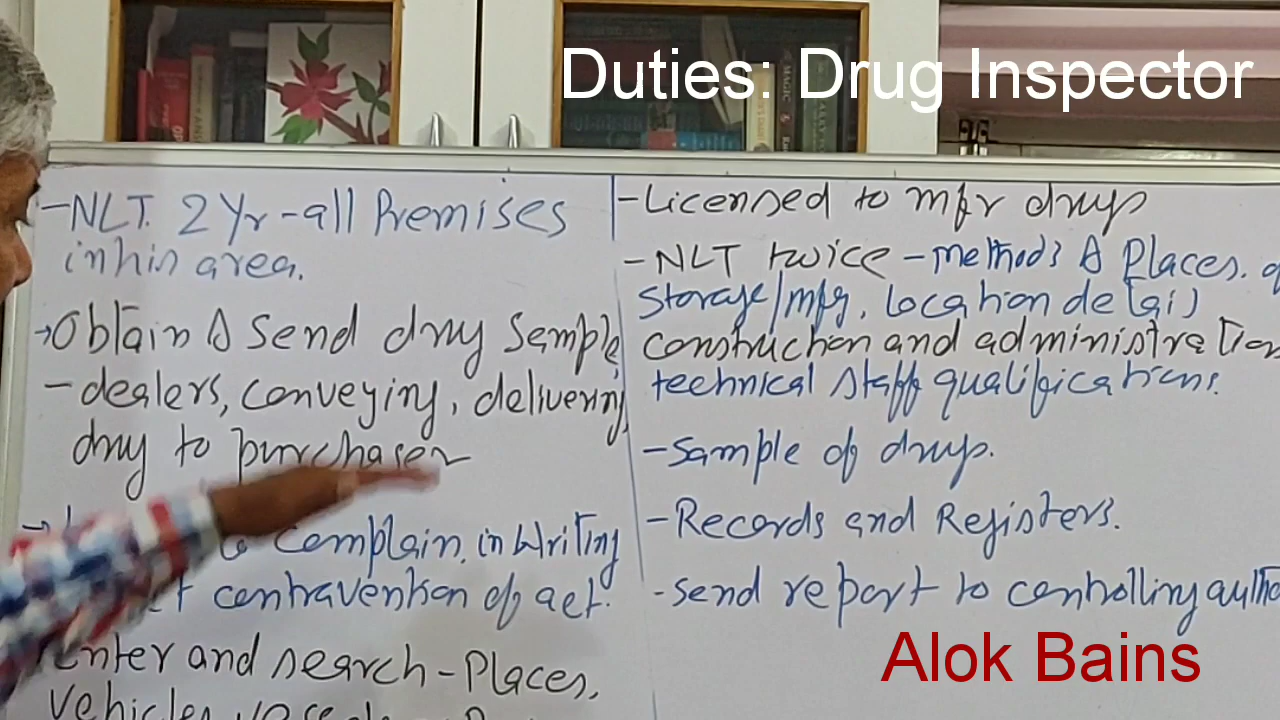 Duties: Drug Inspector
-NLT. 2 Yr-all Premises
in his area.
→Obtain & Send drug Sample
-dealers, conveying, delivering
drug to purchaser
complain. in Writing
contravention of act.
Enter and search-Places,
vehicles
-Licensed to mfr drugs
-NLT twice-methods & Places. of
Storage/mfg, location detail
construction and administration
technical staff qualifications.
-Sample of drugs.
-Records and Registers.
-send report to controlling
Alok Bains